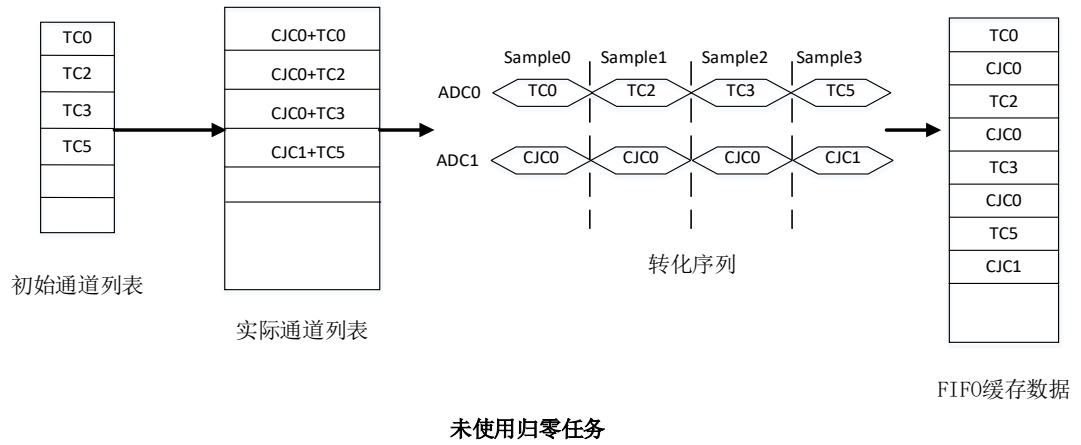 TC0
TC2
TC3
TC5
初始通道列表
CJC0+TC0
CJC0+TC2
CJC0+TC3
CJC1+TC5
实际通道列表
Sample0 Sample1 Sample2 Sample3
ADC0 TC0 TC2 TC3 TC5
ADC1 CJC0 CJC0 CJC0 CJC1
转化序列
TC0
CJC0
TC2
CJC0
TC3
CJC0
TC5
CJC1
FIFO缓存数据
未使用归零任务